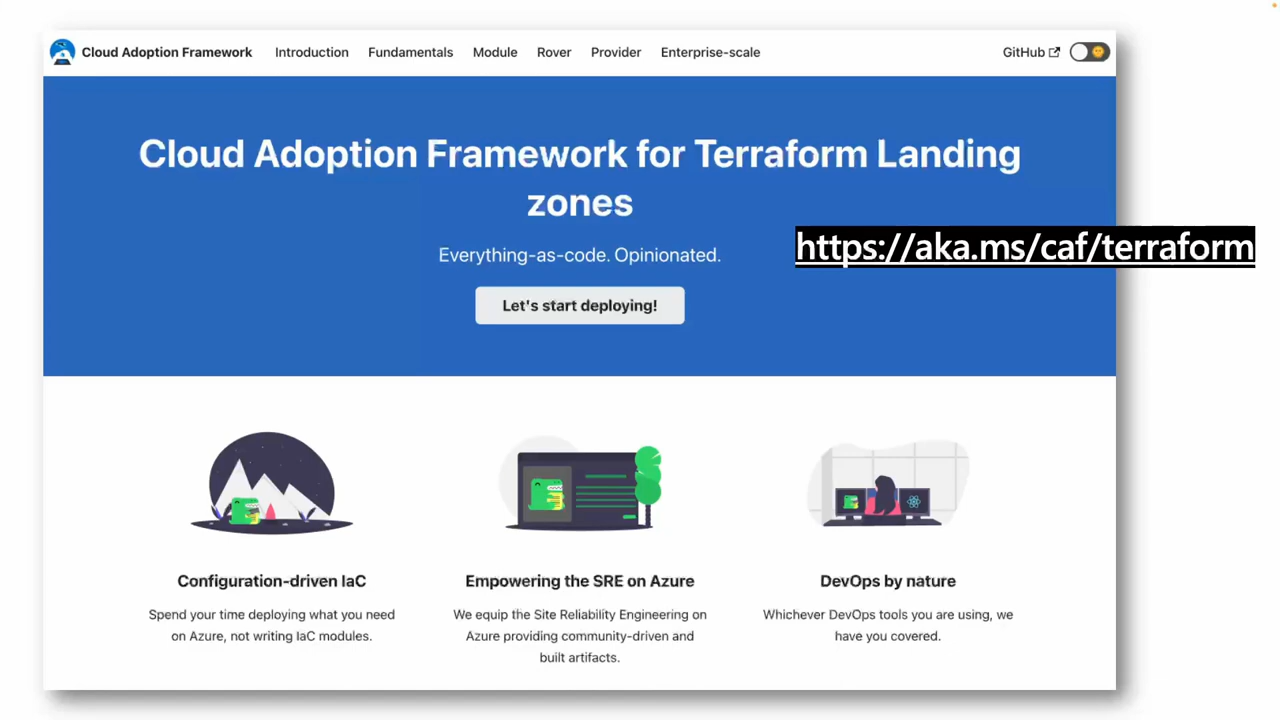 Cloud Adoption Framework Introduction Fundamentals Module Rover Provider Enterprise-scale GitHub
Cloud Adoption Framework for Terraform Landing
zones
Everything-as-code. Opinionated.
https://aka.ms/caf/terraform
Let's start deploying!
Configuration-driven IaC
Spend your time deploying what you need
on Azure, not writing IaC modules.
Empowering the SRE on Azure
We equip the Site Reliability Engineering on
Azure providing community-driven and
built artifacts.
DevOps by nature
Whichever DevOps tools you are using, we
have you covered.